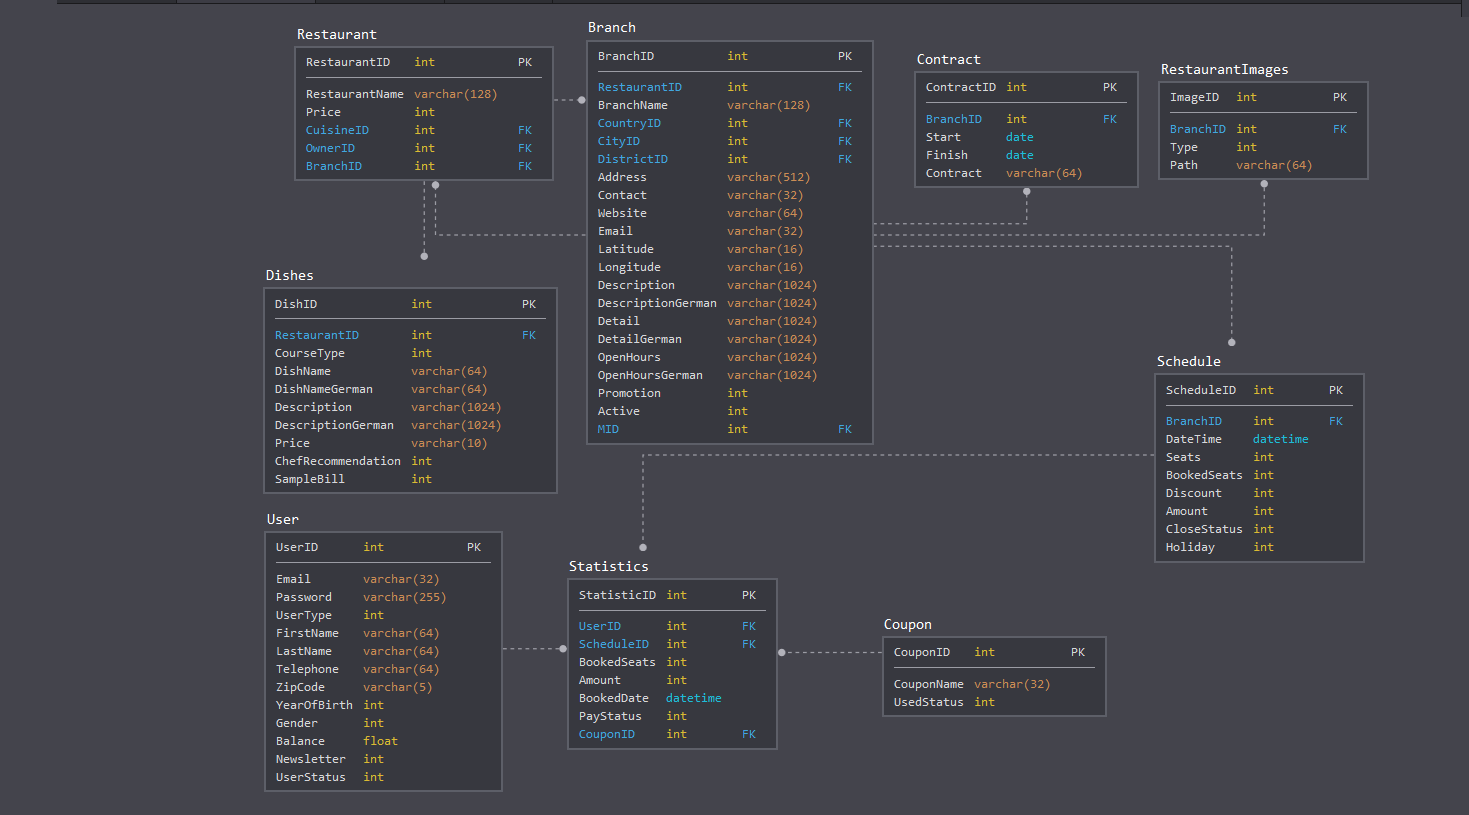 Restaurant
RestaurantID int PK
RestaurantName varchar(128)
Price int
CuisineID int FK
OwnerID int FK
BranchID int FK
Branch
BranchID int PK
RestaurantID int FK
BranchName varchar(128)
CountryID int FK
CityID int FK
DistrictID int FK
Address varchar(512)
Contact varchar(32)
Website varchar(64)
Email varchar(32)
Latitude varchar(16)
Longitude varchar(16)
Description varchar(1024)
DescriptionGerman varchar(1024)
Detail varchar(1024)
DetailGerman varchar(1024)
OpenHours varchar(1024)
OpenHoursGerman varchar(1024)
Promotion int
Active int
MID int FK
Contract
ContractID int PK
BranchID int FK
Start date
Finish date
Contract varchar(64)
RestaurantImages
ImageID int PK
BranchID int FK
Type int
Path varchar(64)
Dishes
DishID int PK
RestaurantID int FK
CourseType int
DishName varchar(64)
DishNameGerman varchar(64)
Description varchar(1024)
DescriptionGerman varchar(1024)
Price varchar(10)
ChefRecommendation int
SampleBill int
Schedule
ScheduleID int PK
BranchID int FK
DateTime datetime
Seats int
BookedSeats int
Discount int
Amount int
CloseStatus int
Holiday int
User
UserID int PK
Email varchar(32)
Password varchar(255)
UserType int
FirstName varchar(64)
LastName varchar(64)
Telephone varchar(64)
ZipCode varchar(5)
YearOfBirth int
Gender int
Balance float
Newsletter int
UserStatus int
Statistics
StatisticID int PK
UserID int FK
ScheduleID int FK
BookedSeats int
Amount int
BookedDate datetime
PayStatus int
CouponID int FK
Coupon
CouponID int PK
CouponName varchar(32)
UsedStatus int